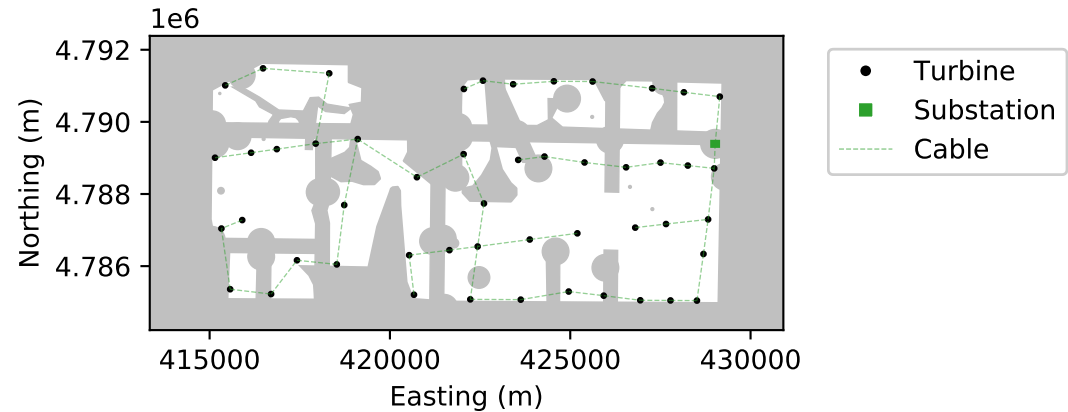 1e6
4.792
4.790
4.788
4.786
Northing (m)
415000 420000 425000 430000
Easting (m)
Turbine
Substation
Cable